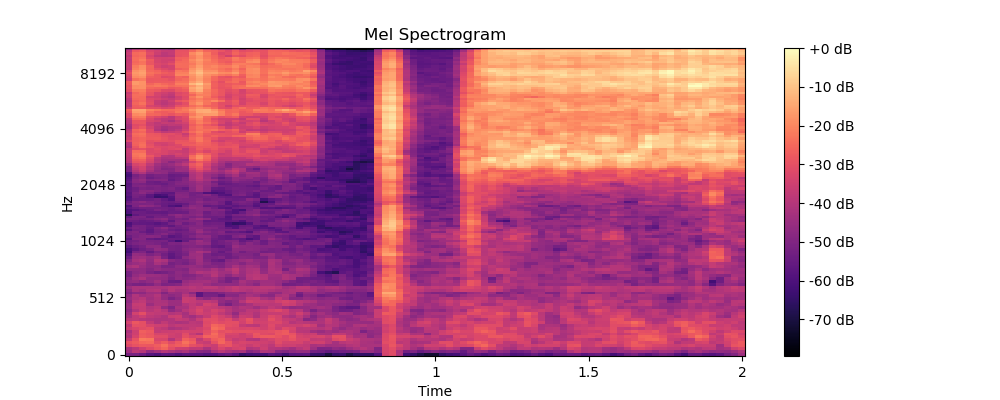 Mel Spectrogram
Hz
8192
4096
2048
1024
512
0
0 0.5 1 1.5 2
Time
+0 dB
-10 dB
-20 dB
-30 dB
-40 dB
-50 dB
-60 dB
-70 dB